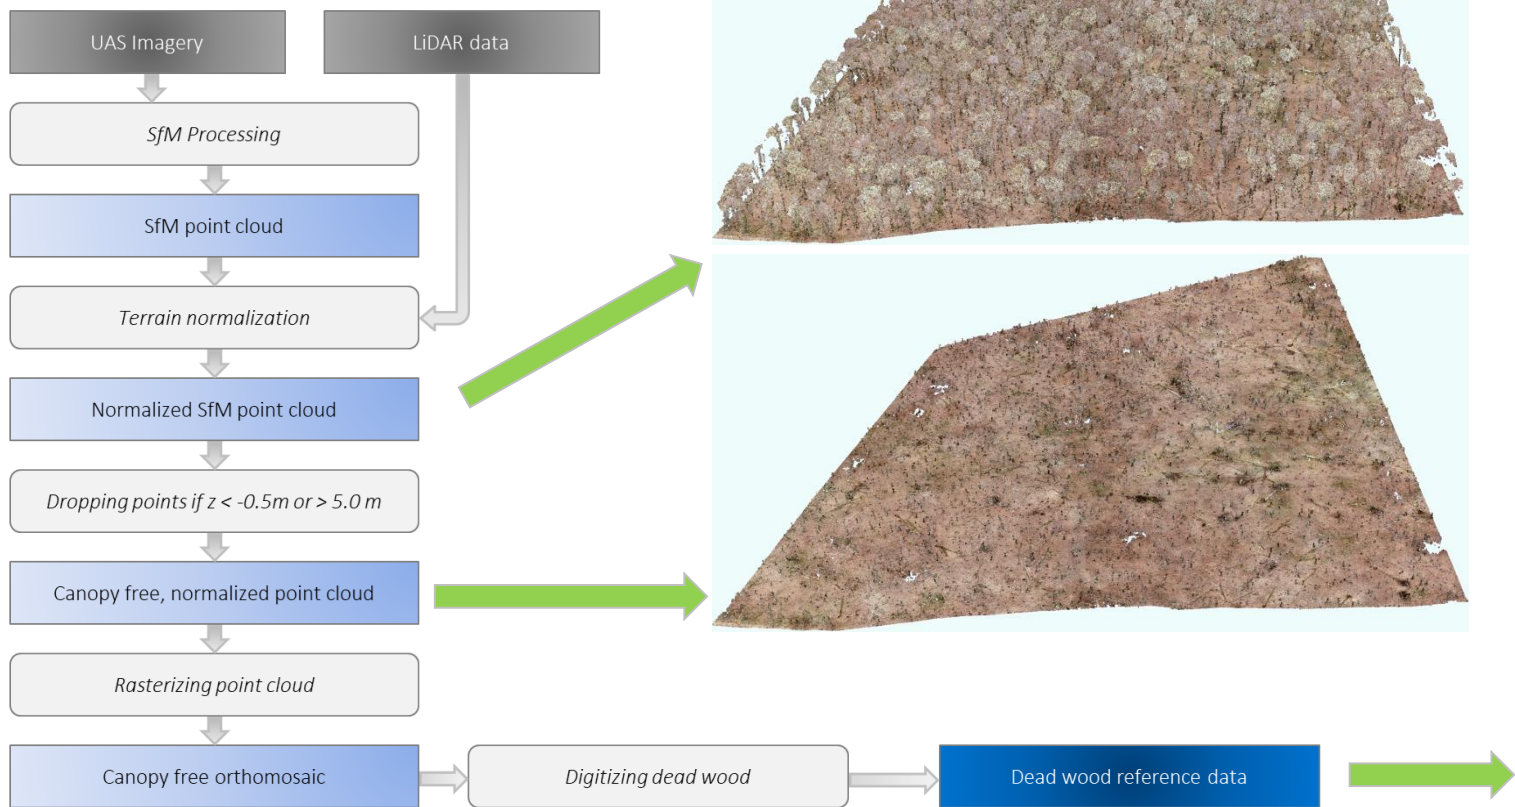 UAS Imagery
LiDAR data
SfM Processing
SfM point cloud
Terrain normalization
Normalized SfM point cloud
Dropping points if z < -0.5m or > 5.0 m
Canopy free, normalized point cloud
Rasterizing point cloud
Canopy free orthomosaic
Digitizing dead wood
Dead wood reference data